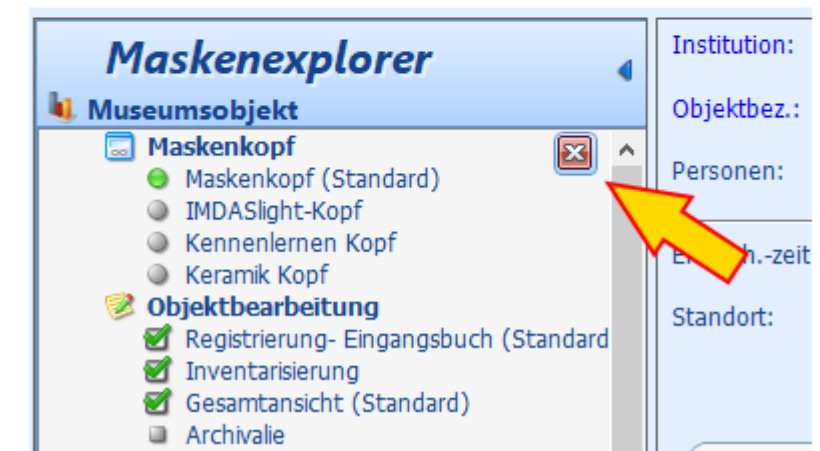 Maskenexplorer
Museumsobjekt
Maskenkopf
Maskenkopf (Standard)
IMDASlight-Kopf
Kennenlernen Kopf
Keramik Kopf
Objektbearbeitung
Registrierung- Eingangsbuch (Standard
Inventarisierung
Gesamtansicht (Standard)
Archivalie
Institution:
Objektbez.:
Personen:
Standort: